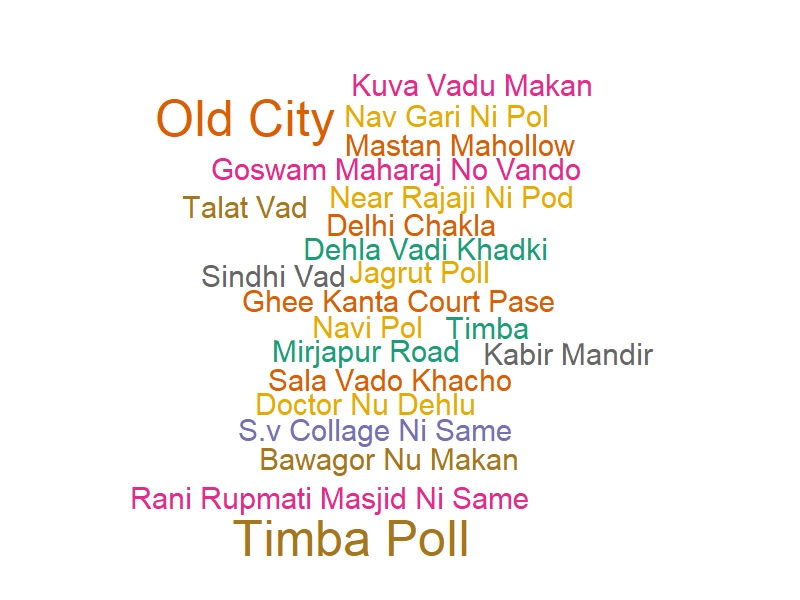 Kuva Vadu Makan
Old City
Nav Gari Ni Pol
Mastan Mahollow
Goswam Maharaj No Vando
Near Rajaji Ni Pod
Talat Vad
Delhi Chakla
Dehla Vadi Khadki
Jagrut Poll
Sindhi Vad
Ghee Kanta Court Pase
Navi Pol
Timba
Mirjapur Road
Kabir Mandir
Sala Vado Khacho
Doctor Nu Dehlu
S.v Collage Ni Same
Bawagor Nu Makan
Rani Rupmati Masjid Ni Same
Timba Poll